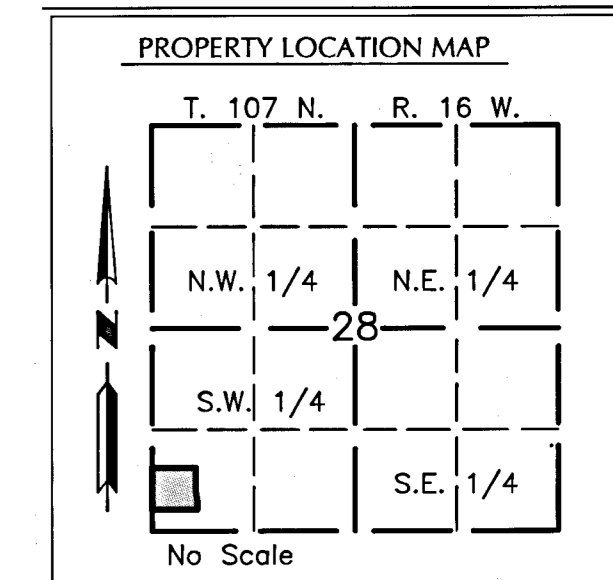 PROPERTY LOCATION MAP
T. 107 N. R. 16 W.
N.W. 1/4 N.E. 1/4
N
28
S.W. 1/4
S.E. 1/4
No Scale